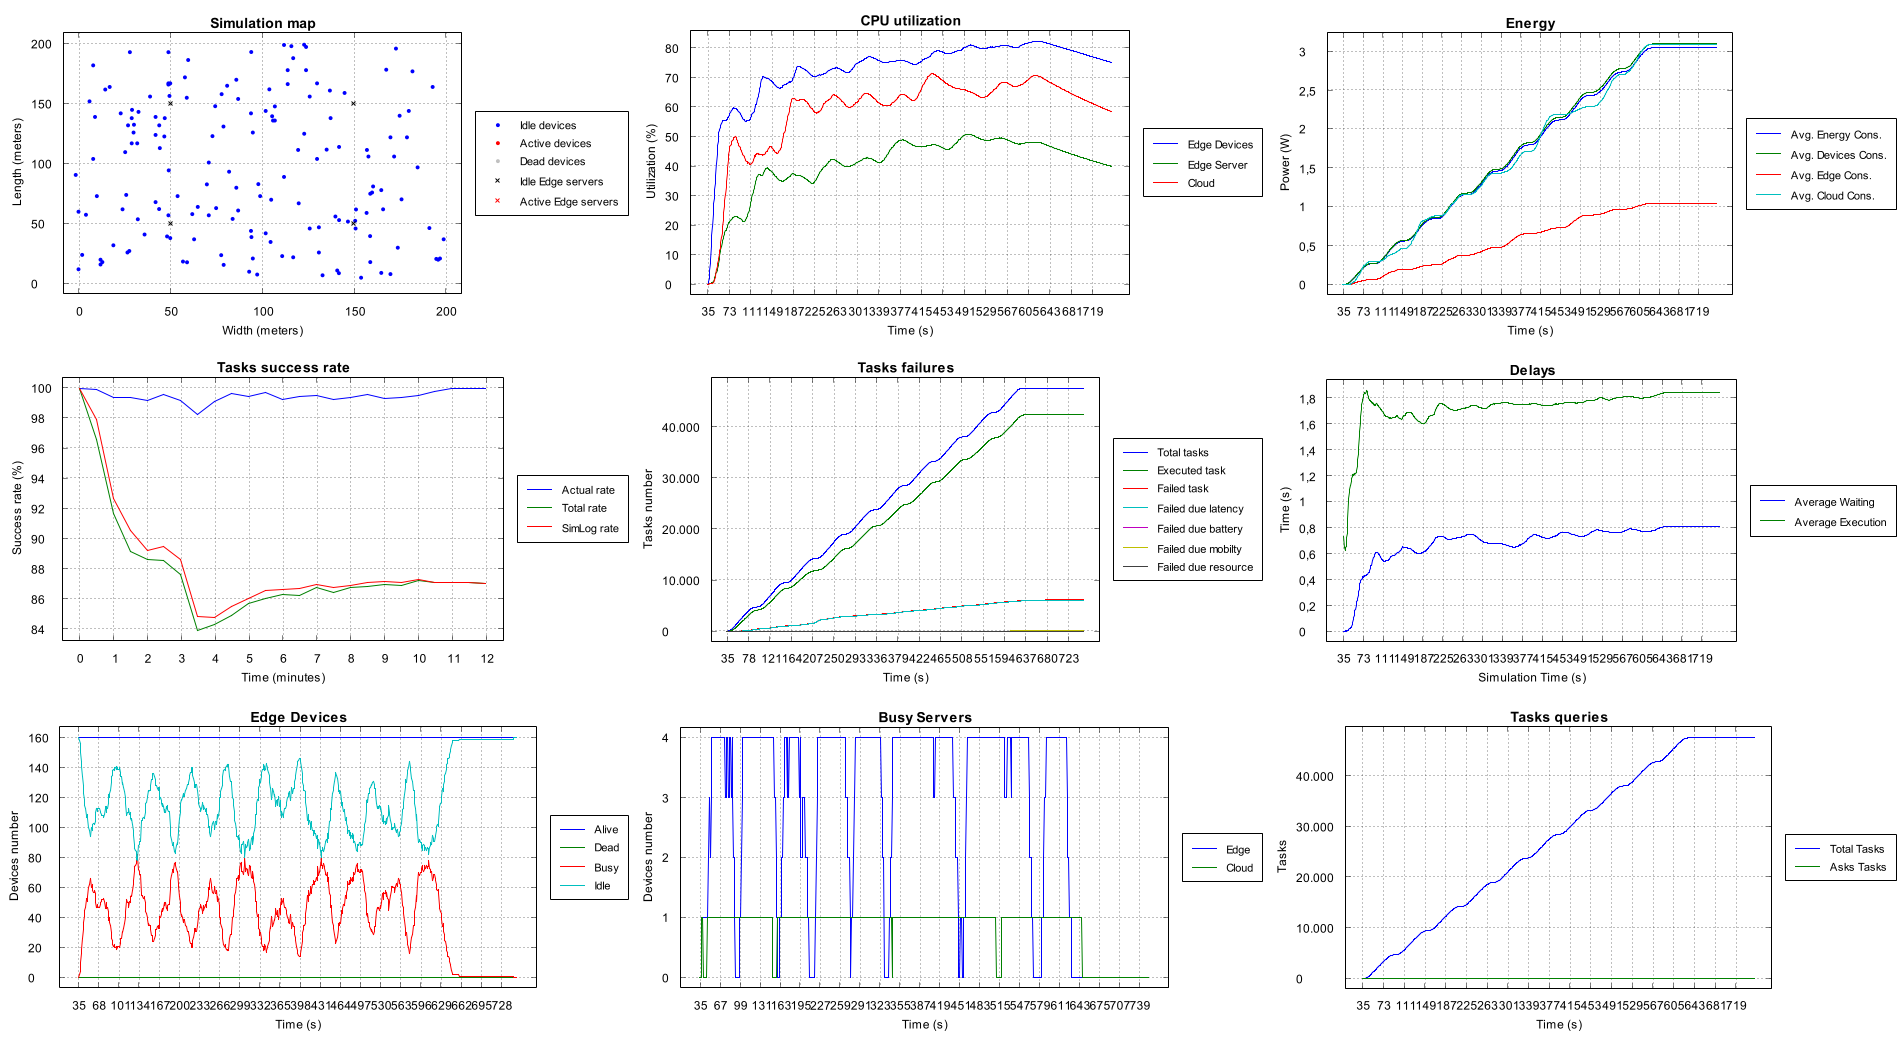 Simulation map
200
150
100
50
0
0 50 100 150 200
Length (meters)
Width (meters)
Idle devices
Active devices
Dead devices
Idle Edge servers
Active Edge servers
CPU utilization
80
70
60
50
40
30
20
10
0
Utilization (%)
Time (s)
Edge Devices
Edge Server
Cloud
Energy
3
2,5
2
1,5
1
0,5
0
Power (W)
Time (s)
Avg. Energy Cons.
Avg. Devices Cons.
Avg. Edge Cons.
Avg. Cloud Cons.
Tasks success rate
100
98
96
94
92
90
88
86
84
0 1 2 3 4 5 6 7 8 9 10 11 12
Success rate (%)
Time (minutes)
Actual rate
Total rate
SimLog rate
Tasks failures
40.000
30.000
20.000
10.000
0
Tasks number
Time (s)
Total tasks
Executed task
Failed task
Failed due latency
Failed due battery
Failed due mobilty
Failed due resource
Delays
1,8
1,6
1,4
1,2
1
0,8
0,6
0,4
0,2
0
Time (s)
Simulation Time (s)
Average Waiting
Average Execution
Edge Devices
160
140
120
100
80
60
40
20
0
Devices number
Time (s)
Alive
Dead
Busy
Idle
Busy Servers
4
3
2
1
0
Devices number
Time (s)
Edge
Cloud
Tasks queries
40.000
30.000
20.000
10.000
0
Tasks
Time (s)
Total Tasks
Asks Tasks